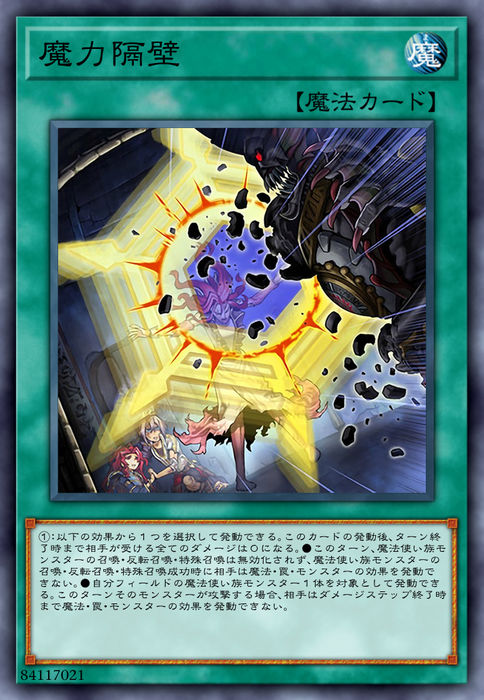 魔力隔壁
魔
【魔法カード】
①:以下の効果から１つを選択して発動できる。このカードの発動後、ターン終
了時まで相手が受ける全てのダメージは０になる。●このターン、魔法使い族モ
ンスターの召喚・反転召喚・特殊召喚は無効化されず、魔法使い族モンスターの
召喚・反転召喚・特殊召喚成功時に相手は魔法・罠・モンスターの効果を発動で
きない。●自分フィールドの魔法使い族モンスター１体を対象として発動でき
る。このターンそのモンスターが攻撃する場合、相手はダメージステップ終了時
まで魔法・罠・モンスターの効果を発動できない。
84117021